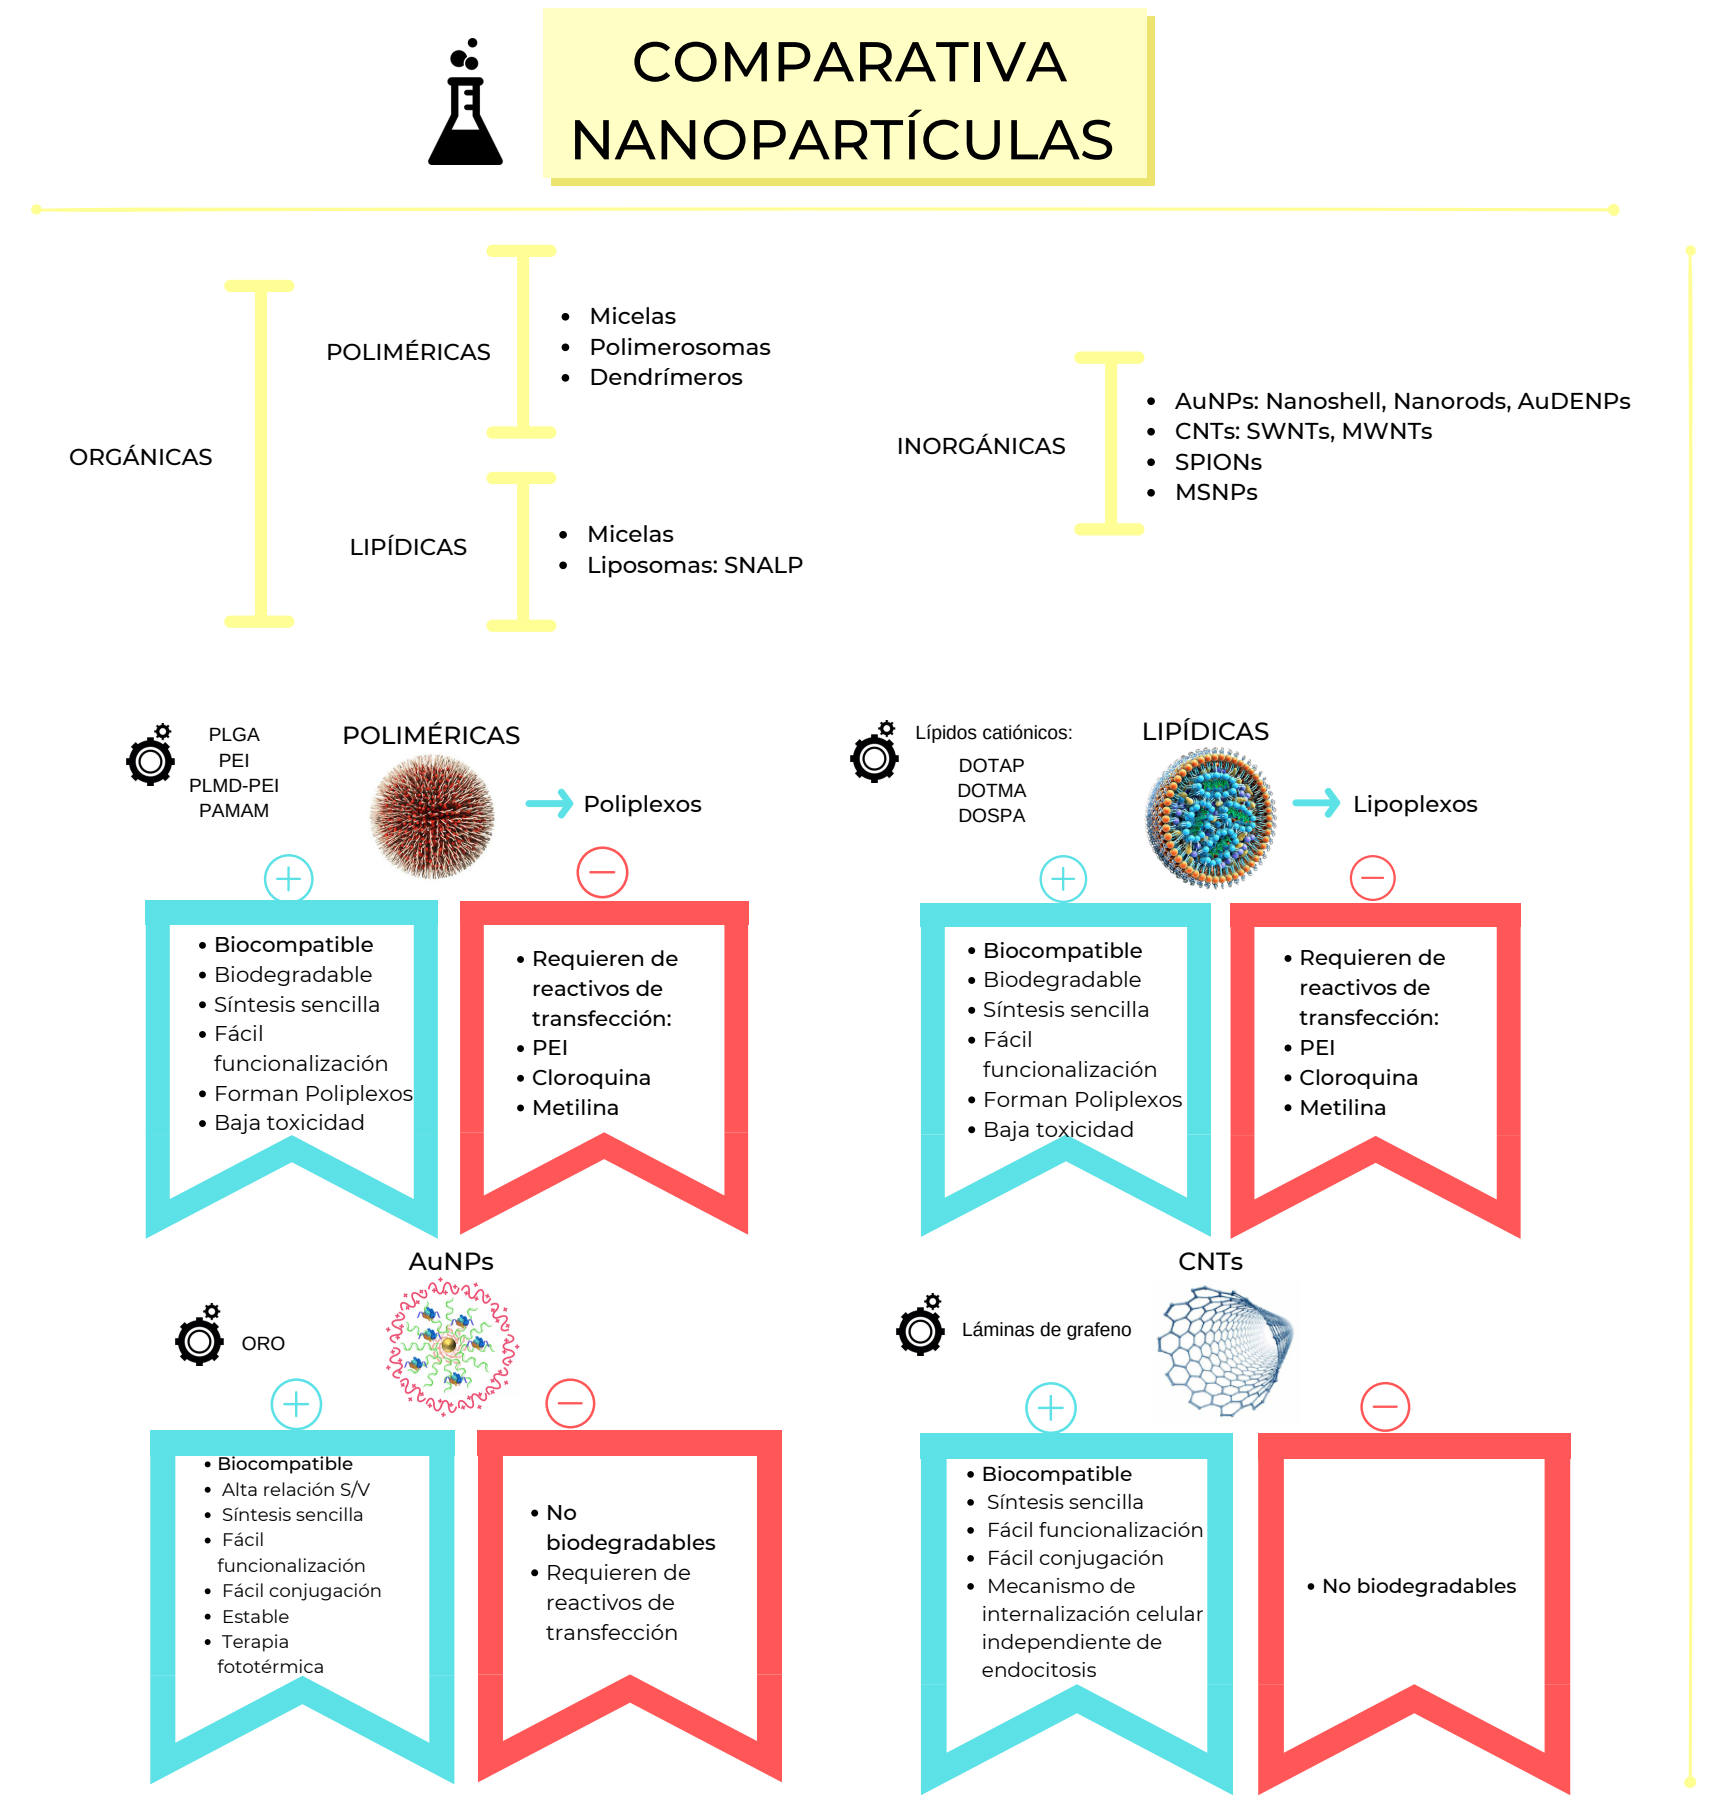 COMPARATIVA
NANOPARTÍCULAS
ORGÁNICAS
POLIMÉRICAS
• Micelas
• Polimerosomas
• Dendrímeros
LIPÍDICAS
• Micelas
• Liposomas: SNALP
INORGÁNICAS
• AuNPs: Nanoshell, Nanorods, AuDENPs
• CNTs: SWNTs, MWNTs
• SPIONs
• MSNPs
PLGA
PEI
PLMD-PEI
PAMAM
POLIMÉRICAS
Poliplexos
• Biocompatible
• Biodegradable
• Síntesis sencilla
• Fácil
funcionalización
• Forman Poliplexos
• Baja toxicidad
• Requieren de
reactivos de
transfección:
• PEI
• Cloroquina
• Metilina
Lípidos catiónicos:
DOTAP
DOTMA
DOSPA
LIPÍDICAS
Lipoplexos
• Biocompatible
• Biodegradable
• Síntesis sencilla
• Fácil
funcionalización
• Forman Poliplexos
• Baja toxicidad
• Requieren de
reactivos de
transfección:
• PEI
• Cloroquina
• Metilina
AuNPs
ORO
• Biocompatible
• Alta relación S/V
• Síntesis sencilla
• Fácil
funcionalización
• Fácil conjugación
• Estable
• Terapia
fototérmica
• No
biodegradables
• Requieren de
reactivos de
transfección
CNTs
Láminas de grafeno
• Biocompatible
• Síntesis sencilla
• Fácil funcionalización
• Fácil conjugación
• Mecanismo de
internalización celular
independiente de
endocitosis
• No biodegradables